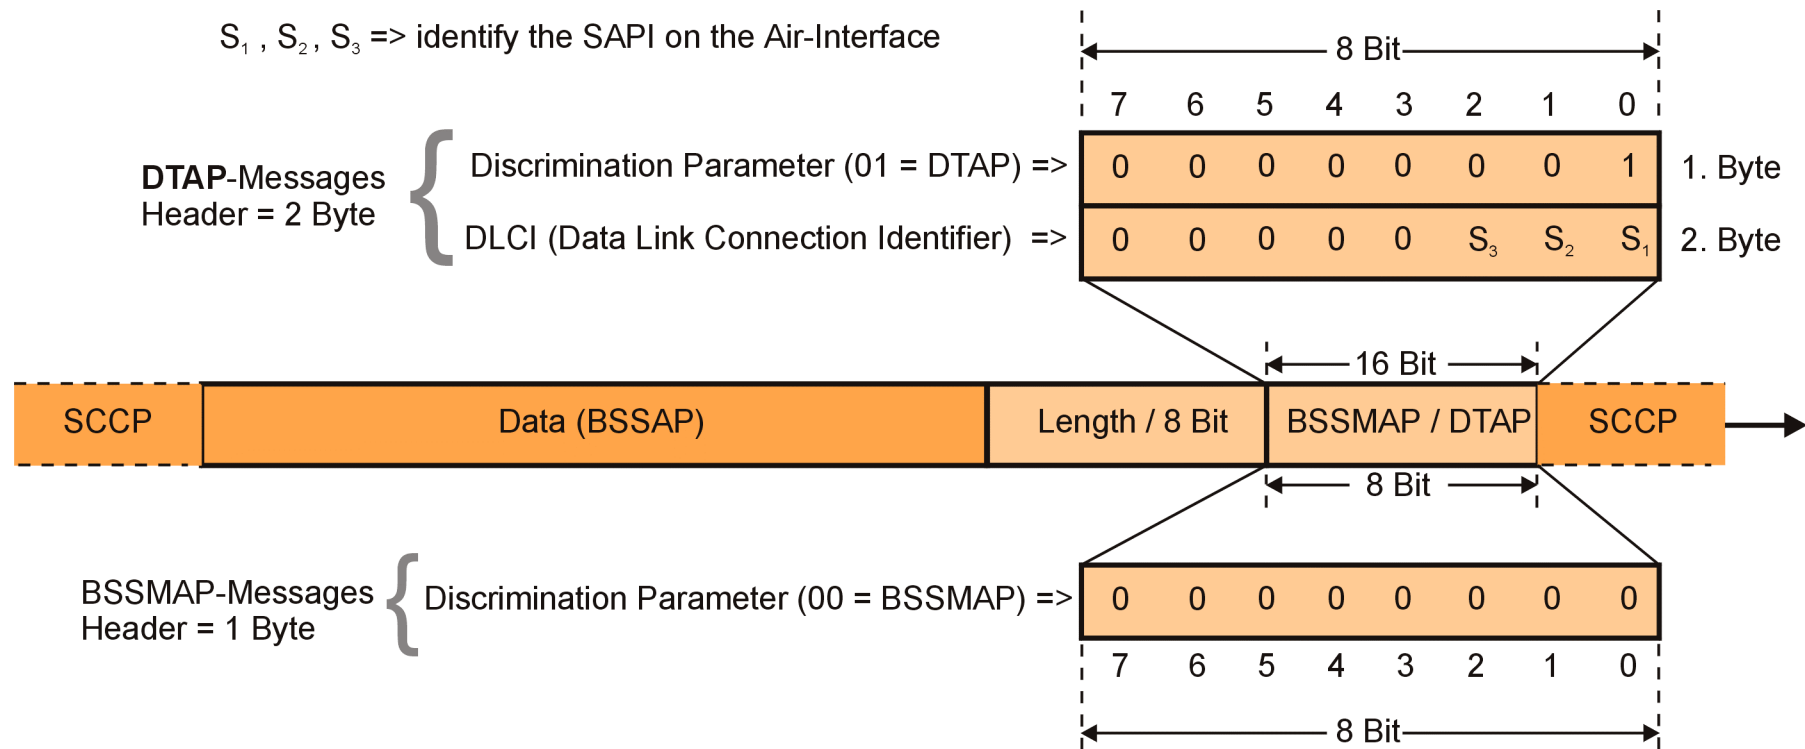 S1 , S2 , S3 => identify the SAPI on the Air-Interface
8 Bit
7 6 5 4 3 2 1 0
DTAP-Messages
Header = 2 Byte
Discrimination Parameter (01 = DTAP) => 0 0 0 0 0 0 0 1 1. Byte
DLCI (Data Link Connection Identifier) => 0 0 0 0 0 S3 S2 S1 2. Byte
16 Bit
SCCP Data (BSSAP) Length / 8 Bit BSSMAP / DTAP SCCP
8 Bit
BSSMAP-Messages
Header = 1 Byte
Discrimination Parameter (00 = BSSMAP) => 0 0 0 0 0 0 0 0
7 6 5 4 3 2 1 0
8 Bit